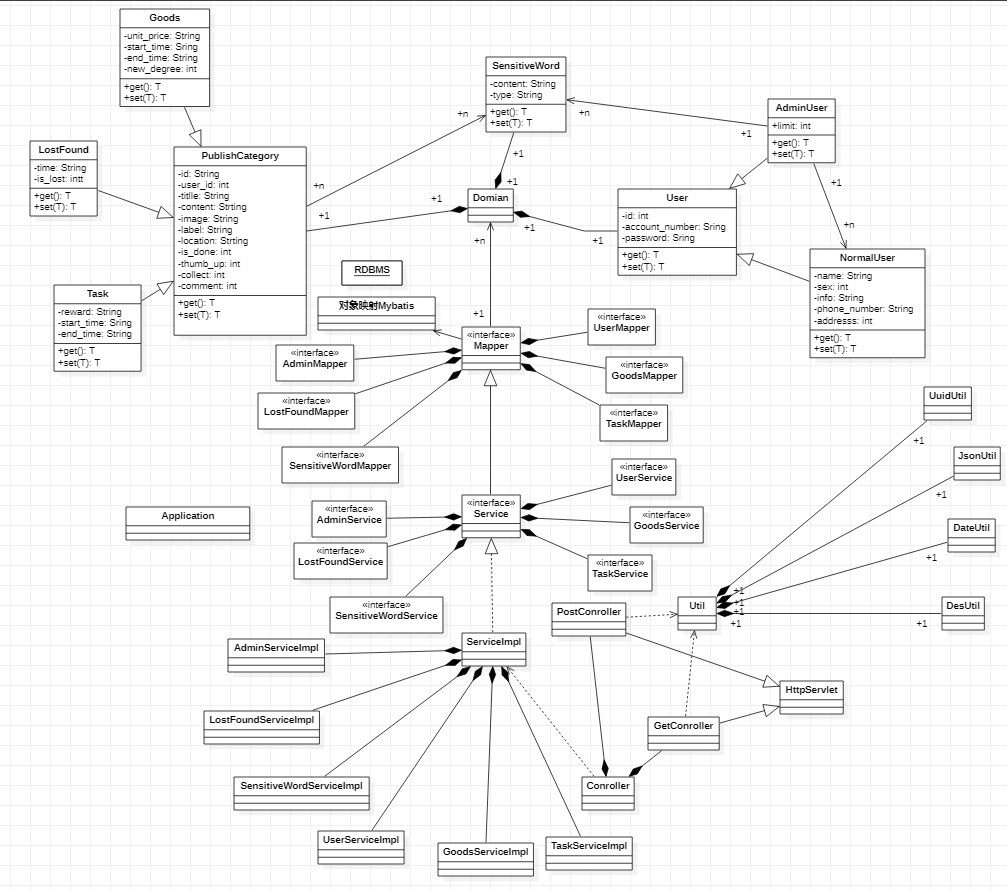 Goods
-unit_price: String
-start_time: Sring
-end_time: String
-new_degree: int
+get(): T
+set(T): T
SensitiveWord
-content: String
-type: String
+get(): T
+set(T): T
AdminUser
+limit: int
+get(): T
+set(T): T
LostFound
-time: String
-is_lost: intt
+get(): T
+set(T): T
PublishCategory
-id: String
-user_id: int
-titlle: String
-content: Strting
-image: String
-label: String
-location: Strting
-is_done: int
-thumb_up: int
-collect: int
-comment: int
+get(): T
+set(T): T
+n
+n
+n
+1
+1
+1
+1
+1
+1
+1
+1
+n
+n
+1
Domian
User
-id: int
-account_number: Sring
-password: Sring
+get(): T
+set(T): T
NormalUser
-name: String
-sex: int
-info: String
-phone_number: String
-addresss: int
+get(): T
+set(T): T
Task
-reward: String
-start_time: Sring
-end_time: String
+get(): T
+set(T): T
RDBMS
对象映射Mybatis
«interface»
Mapper
«interface»
UserMapper
«interface»
AdminMapper
«interface»
GoodsMapper
«interface»
LostFoundMapper
«interface»
TaskMapper
«interface»
SensitiveWordMapper
UuidUtil
+1
JsonUtil
+1
DateUtil
+1
DesUtil
+1
«interface»
UserService
«interface»
Service
«interface»
AdminService
«interface»
GoodsService
Application
«interface»
LostFoundService
«interface»
TaskService
«interface»
SensitiveWordService
PostConroller
Util
+1
+1
+1
+1
ServiceImpl
AdminServiceImpl
HttpServlet
LostFoundServiceImpl
GetConroller
SensitiveWordServiceImpl
Conroller
UserServiceImpl
GoodsServiceImpl
TaskServiceImpl